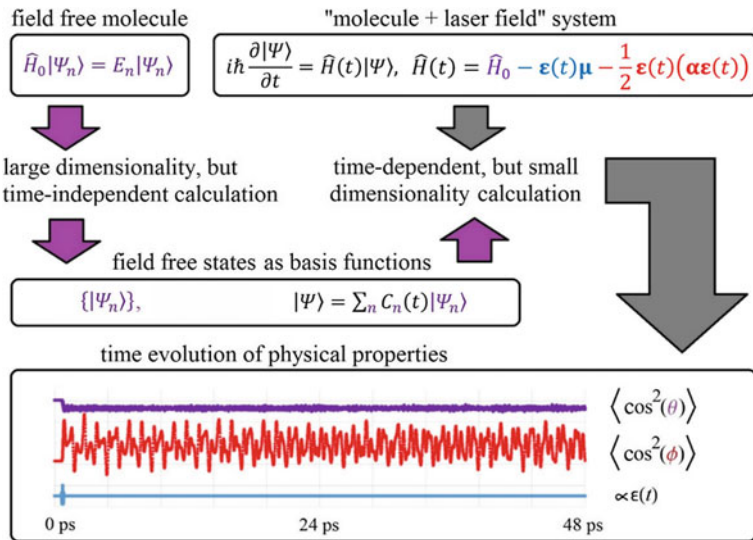 field free molecule
"molecule + laser field" system
Ĥ₀|Ψₙ⟩ = Eₙ|Ψₙ⟩
iħ ∂|Ψ⟩/∂t = Ĥ(t)|Ψ⟩, Ĥ(t) = Ĥ₀ − ε(t)μ − 1/2 ε(t)(αε(t))
large dimensionality, but
time-independent calculation
time-dependent, but small
dimensionality calculation
field free states as basis functions
{|Ψₙ⟩}, |Ψ⟩ = ∑ₙ Cₙ(t)|Ψₙ⟩
time evolution of physical properties
⟨cos²(θ)⟩
⟨cos²(ϕ)⟩
∝ε(t)
0 ps 24 ps 48 ps